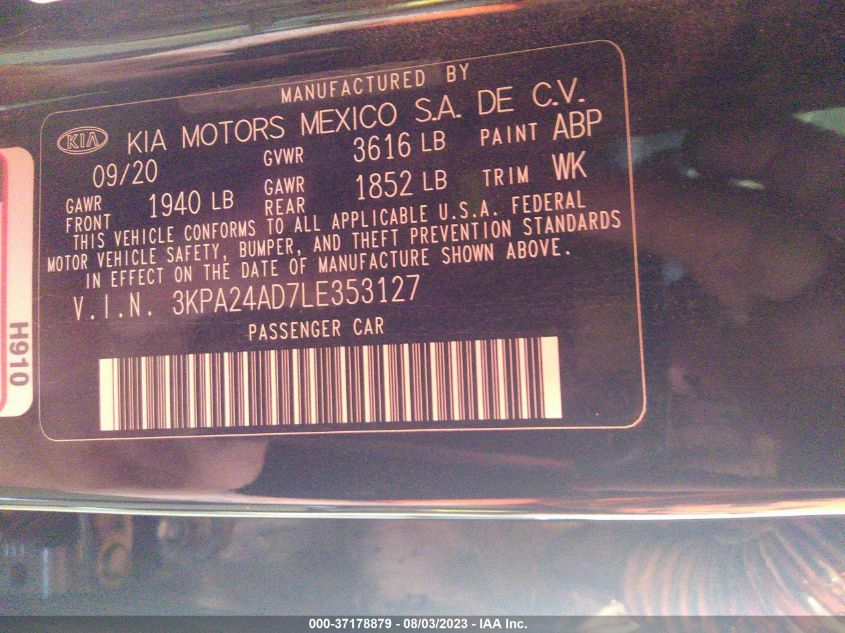 MANUFACTURED BY
KIA KIA MOTORS MEXICO S.A. DE C.V.
09/20 GVWR 3616 LB PAINT ABP
GAWR FRONT 1940 LB GAWR REAR 1852 LB TRIM WK
THIS VEHICLE CONFORMS TO ALL APPLICABLE U.S.A. FEDERAL
MOTOR VEHICLE SAFETY, BUMPER, AND THEFT PREVENTION STANDARDS
IN EFFECT ON THE DATE OF MANUFACTURE SHOWN ABOVE.
V.I.N. 3KPA24AD7LE353127
PASSENGER CAR
H910
000-37178879 - 08/03/2023 - IAA Inc.